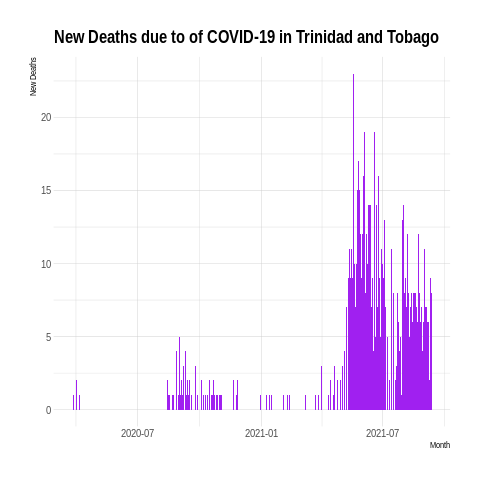 New Deaths due to of COVID-19 in Trinidad and Tobago
New Deaths
20
15
10
5
0
2020-07 2021-01 2021-07
Month